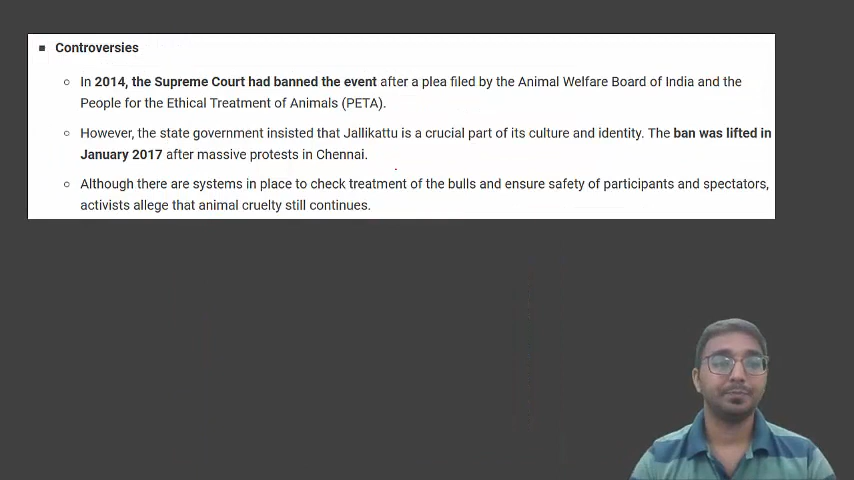 Controversies
In 2014, the Supreme Court had banned the event after a plea filed by the Animal Welfare Board of India and the
People for the Ethical Treatment of Animals (PETA).
However, the state government insisted that Jallikattu is a crucial part of its culture and identity. The ban was lifted in
January 2017 after massive protests in Chennai.
Although there are systems in place to check treatment of the bulls and ensure safety of participants and spectators,
activists allege that animal cruelty still continues.